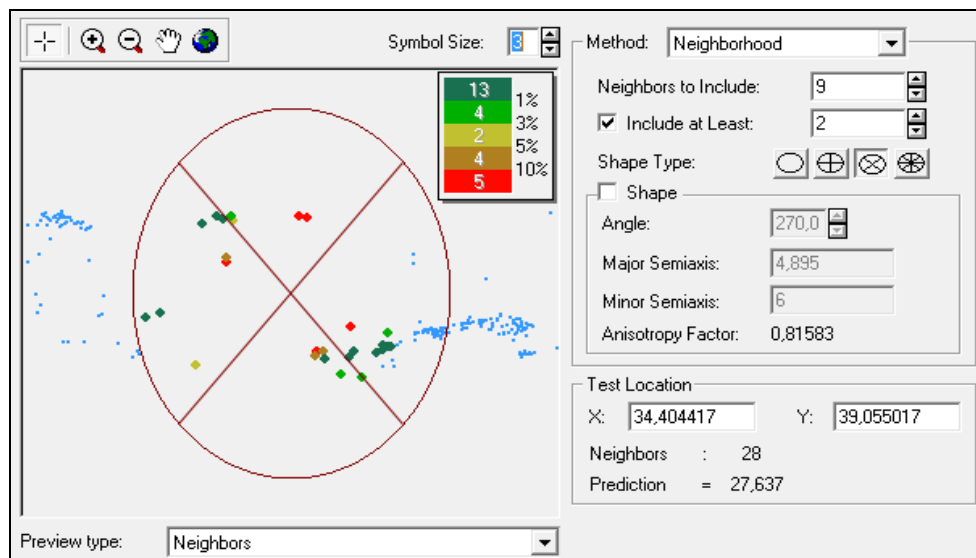 Symbol Size: 3
13
4
2
4
5
1%
3%
5%
10%
Method: Neighborhood
Neighbors to Include: 9
Include at Least: 2
Shape Type:
Shape
Angle: 270,0
Major Semiaxis: 4,895
Minor Semiaxis: 6
Anisotropy Factor: 0,81583
Test Location
X: 34,404417 Y: 39,055017
Neighbors : 28
Prediction = 27,637
Preview type: Neighbors